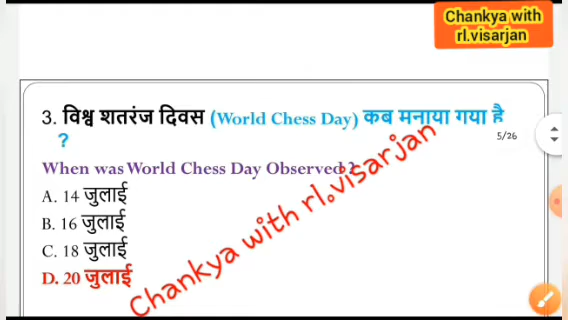 Chankya with
rl.visarjan
3. विश्व शतरंज दिवस (World Chess Day) कब मनाया गया है
?
5/26
When was World Chess Day Observed ?
A. 14 जुलाई
B. 16 जुलाई
C. 18 जुलाई
D. 20 जुलाई
Chankya with rl.visarjan